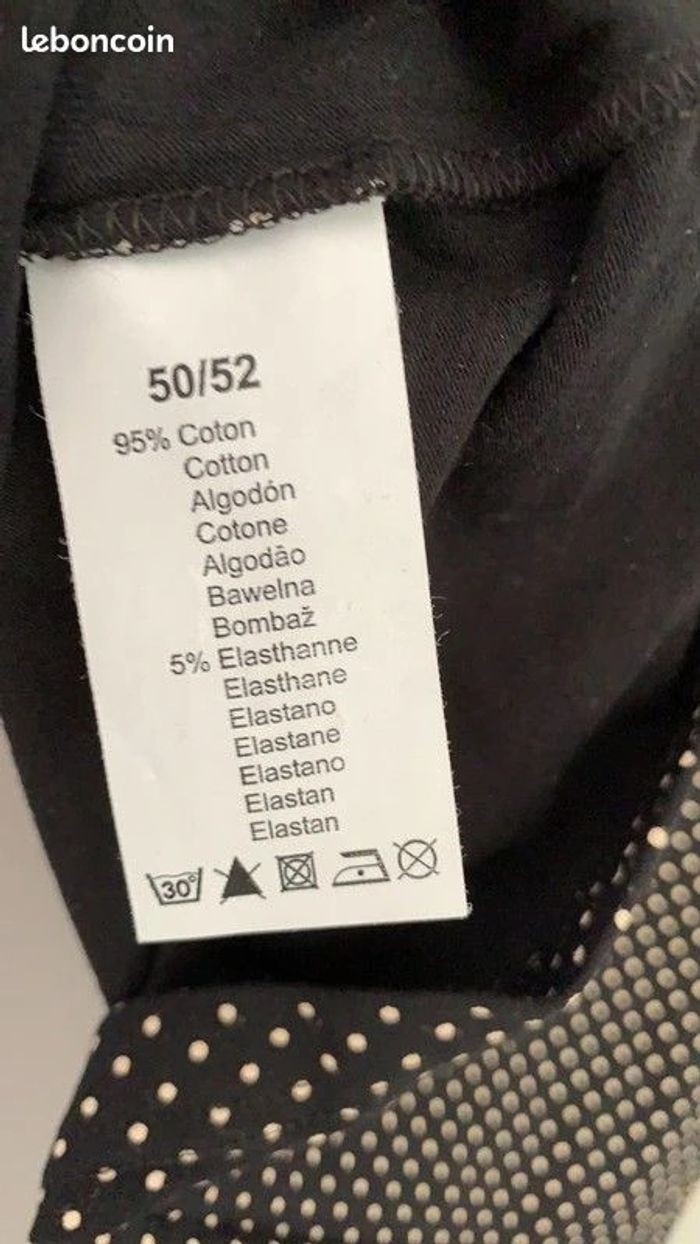 leboncoin
50/52
95% Coton
Cotton
Algodón
Cotone
Algodão
Bawelna
Bombaž
5% Elasthanne
Elasthane
Elastano
Elastane
Elastano
Elastan
Elastan
30°